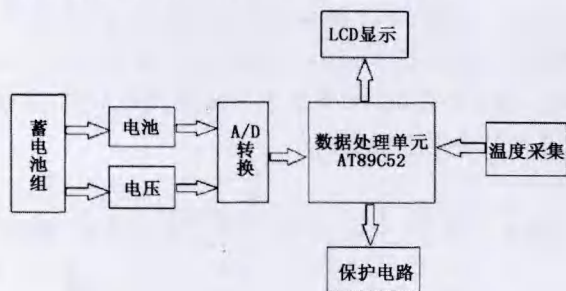 LCD显示
蓄电池组
电池
电压
A/D
转换
数据处理单元
AT89C52
温度采集
保护电路